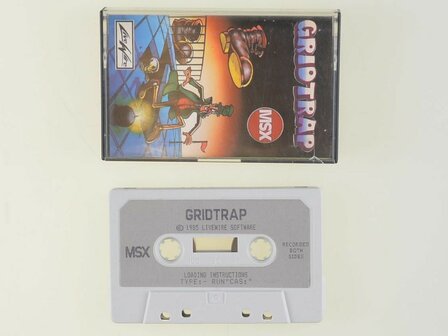 GRIDTRAP
MSX
GRIDTRAP
© 1985 LIVEWIRE SOFTWARE
MSX
RECORDED
BOTH
SIDES
LOADING INSTRUCTIONS
TYPE:- RUN"CAS:"